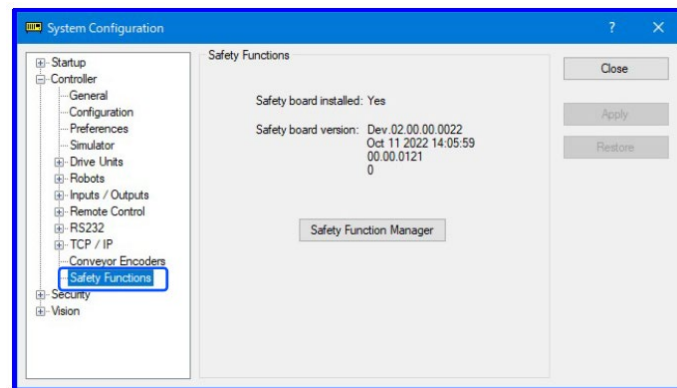 System Configuration
?
Startup
Controller
General
Configuration
Preferences
Simulator
Drive Units
Robots
Inputs / Outputs
Remote Control
RS232
TCP / IP
Conveyor Encoders
Safety Functions
Security
Vision
Safety Functions
Safety board installed: Yes
Safety board version: Dev.02.00.00.0022
Oct 11 2022 14:05:59
00.00.0121
0
Safety Function Manager
Close
Apply
Restore